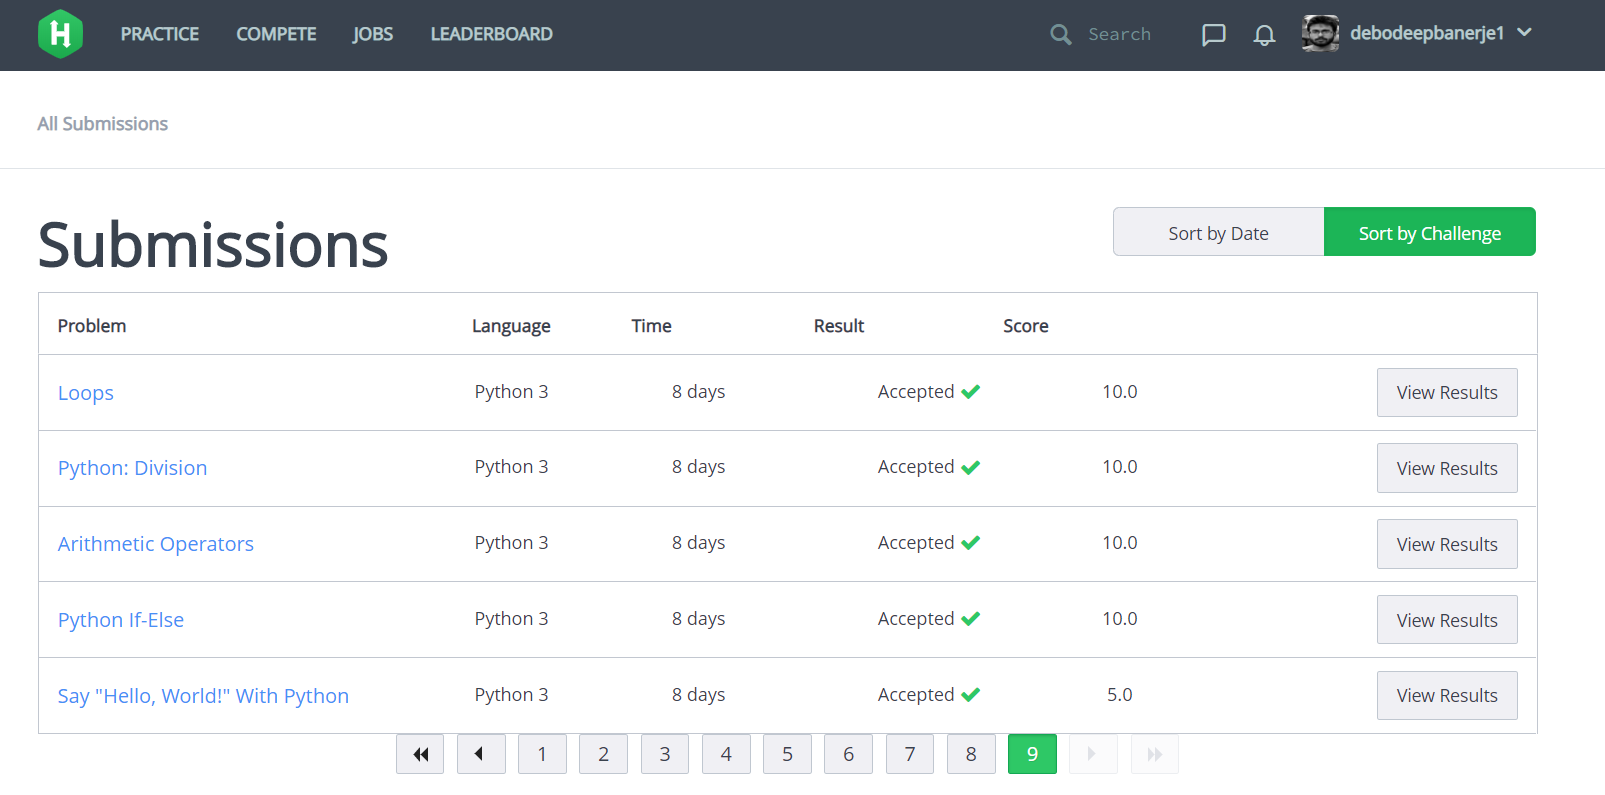 H PRACTICE COMPETE JOBS LEADERBOARD Search debodeepbanerje1
All Submissions
Submissions
Sort by Date Sort by Challenge
Problem Language Time Result Score
Loops Python 3 8 days Accepted 10.0 View Results
Python: Division Python 3 8 days Accepted 10.0 View Results
Arithmetic Operators Python 3 8 days Accepted 10.0 View Results
Python If-Else Python 3 8 days Accepted 10.0 View Results
Say "Hello, World!" With Python Python 3 8 days Accepted 5.0 View Results
1 2 3 4 5 6 7 8 9